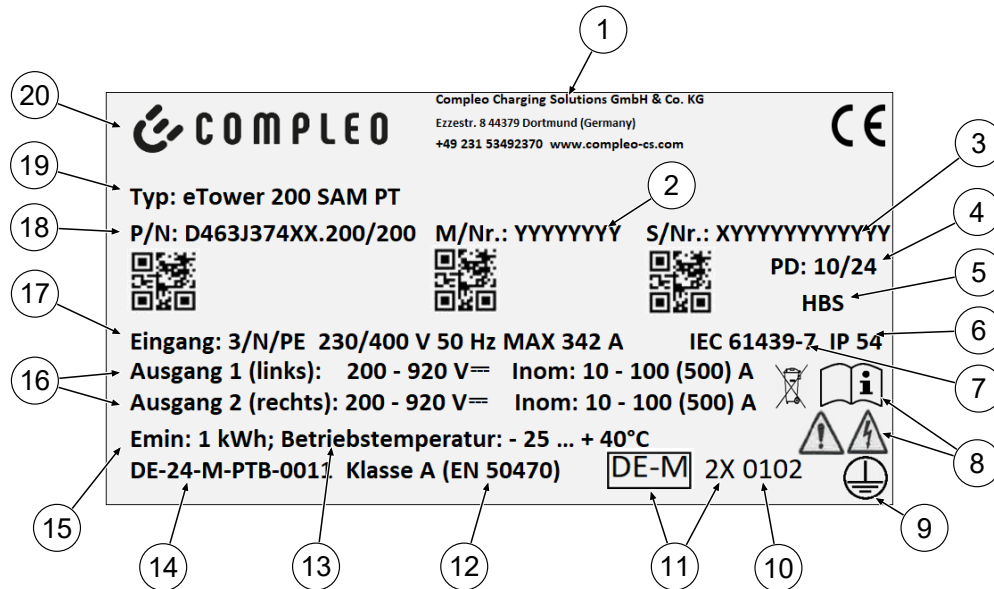 1
20
COMPLEO
Compleo Charging Solutions GmbH & Co. KG
Ezzestr. 8 44379 Dortmund (Germany)
+49 231 53492370 www.compleo-cs.com
CE
3
19
Typ: eTower 200 SAM PT
2
18
P/N: D463J374XX.200/200 M/Nr.: YYYYYYYY S/Nr.: XYYYYYYYYYYYY
4
PD: 10/24
5
HBS
17
Eingang: 3/N/PE 230/400 V 50 Hz MAX 342 A IEC 61439-7 IP 54
6
16
Ausgang 1 (links): 200 - 920 V⎓ Inom: 10 - 100 (500) A
7
Ausgang 2 (rechts): 200 - 920 V⎓ Inom: 10 - 100 (500) A
Emin: 1 kWh; Betriebstemperatur: - 25 ... + 40°C
8
DE-24-M-PTB-0011 Klasse A (EN 50470) DE-M 2X 0102
15
14
13
12
11
10
9